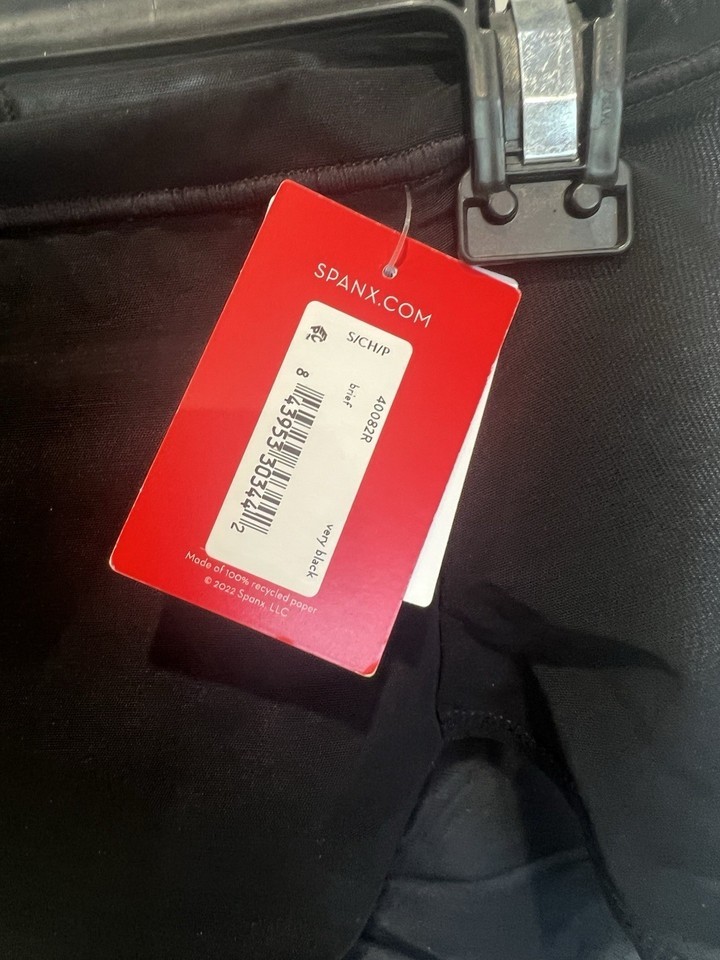 SPANX.COM
S/CH/P
40082R
brief
very black
8 43953 30344 2
Made of 100% recycled paper
© 2022 Spanx, LLC